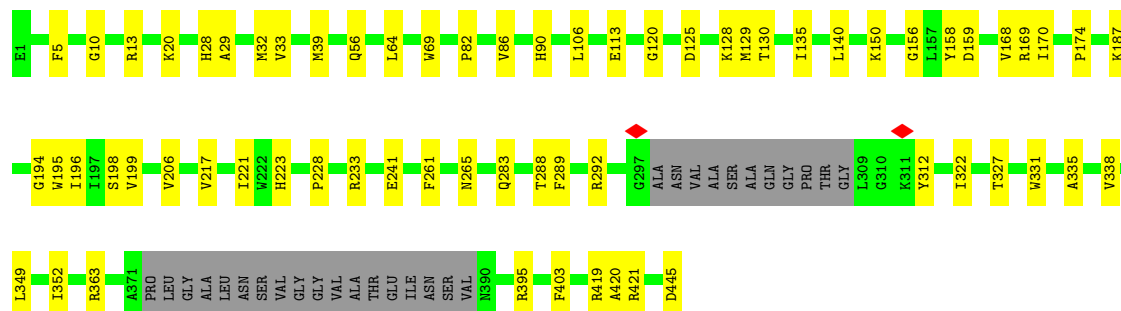 E1 F5 G10 R13 K20 H28 A29 M32 V33 M39 Q56 L64 W69 P82 V86 H90 L106 E113 G120 D125 K128 M129 T130 I135 L140 K150 G156 L157 Y158 D159 V168 R169 I170 P174 K187
G194 W195 I196 I197 S198 V199 V206 V217 I221 W222 H223 P228 R233 E241 F261 N265 Q283 T288 F289 R292 G297 ALA ASN VAL ALA SER ALA GLN GLY PRO THR GLY L309 G310 K311 Y312 I322 T327 W331 A335 V338
L349 I352 R363 A371 PRO LEU GLY ALA LEU ASN SER VAL GLY GLY VAL ALA THR GLU ILE ASN SER VAL N390 R395 F403 R419 A420 R421 D445